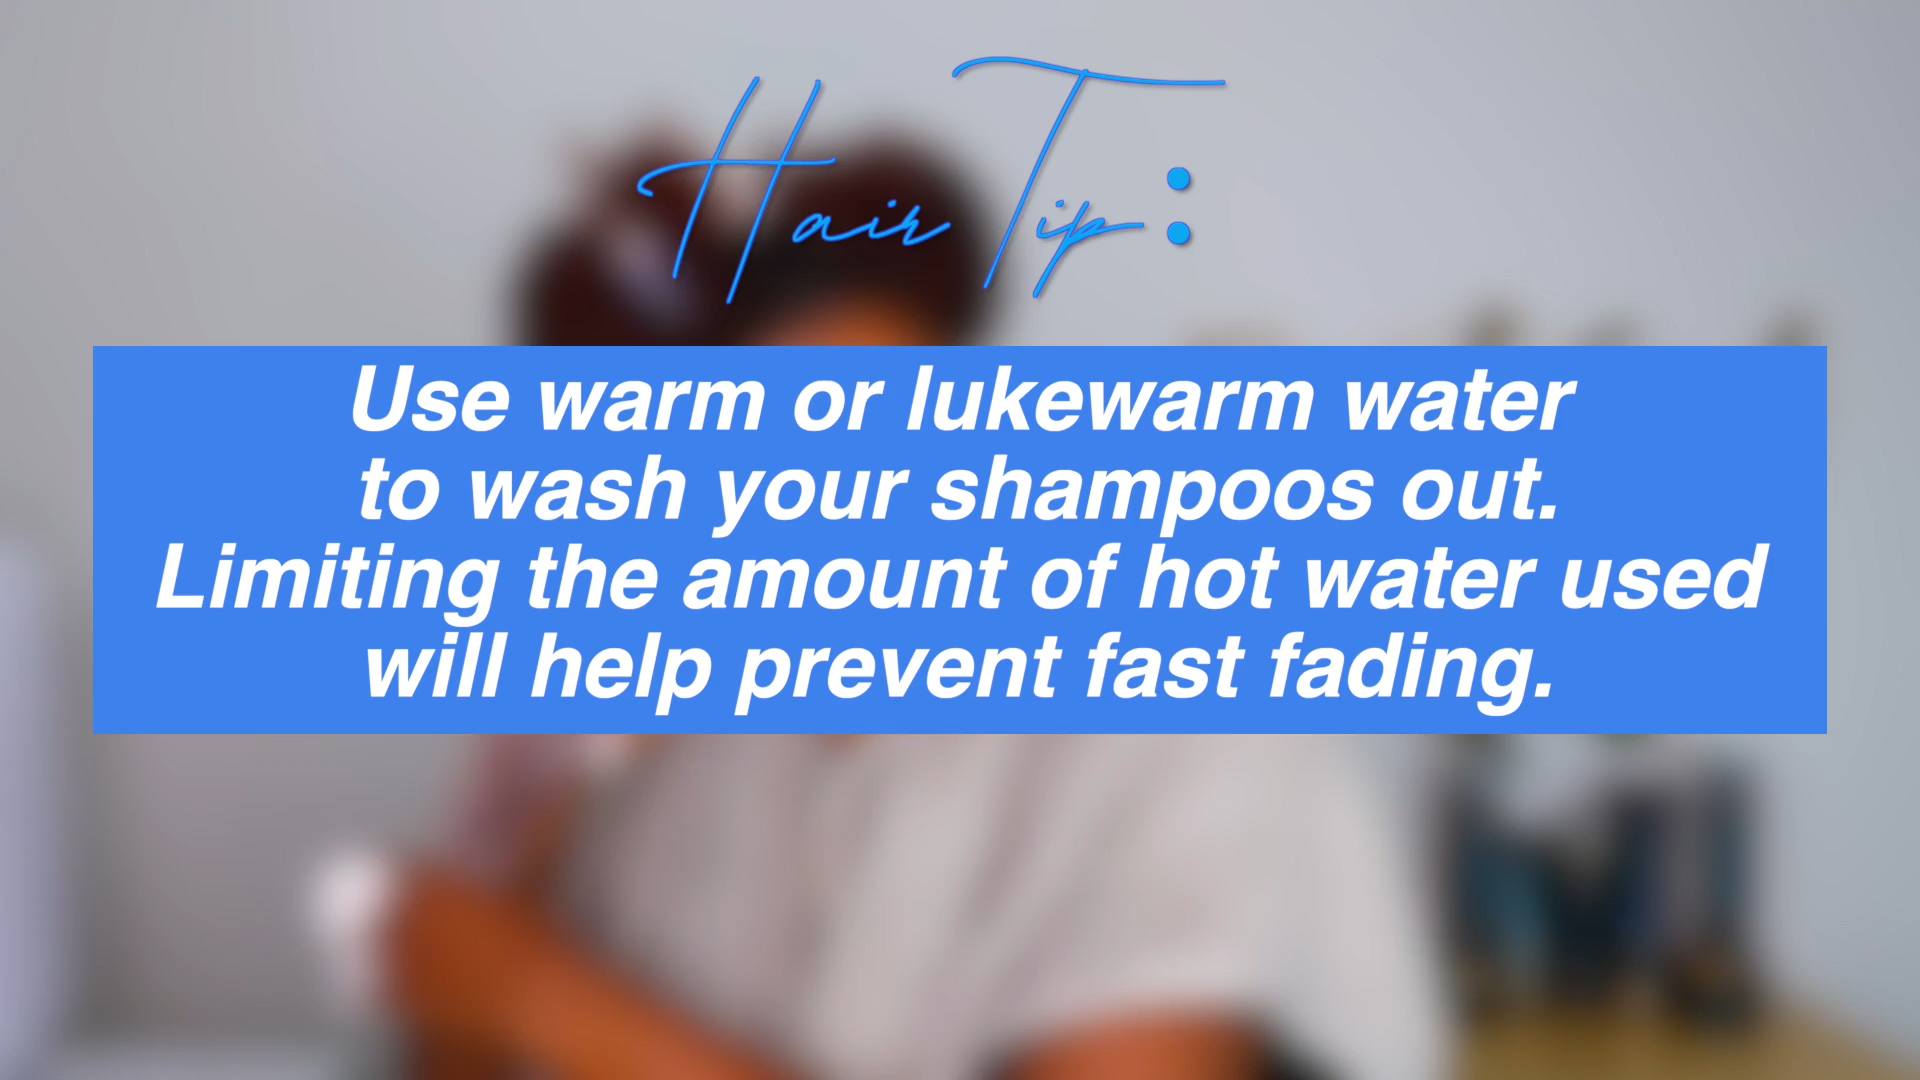 Hair Tip:
Use warm or lukewarm water
to wash your shampoos out.
Limiting the amount of hot water used
will help prevent fast fading.